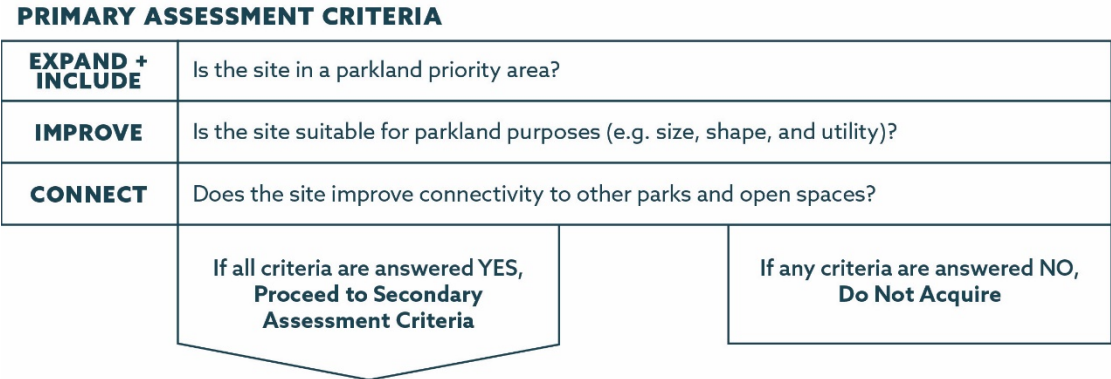 PRIMARY ASSESSMENT CRITERIA
EXPAND +
INCLUDE
Is the site in a parkland priority area?
IMPROVE
Is the site suitable for parkland purposes (e.g. size, shape, and utility)?
CONNECT
Does the site improve connectivity to other parks and open spaces?
If all criteria are answered YES,
Proceed to Secondary
Assessment Criteria
If any criteria are answered NO,
Do Not Acquire